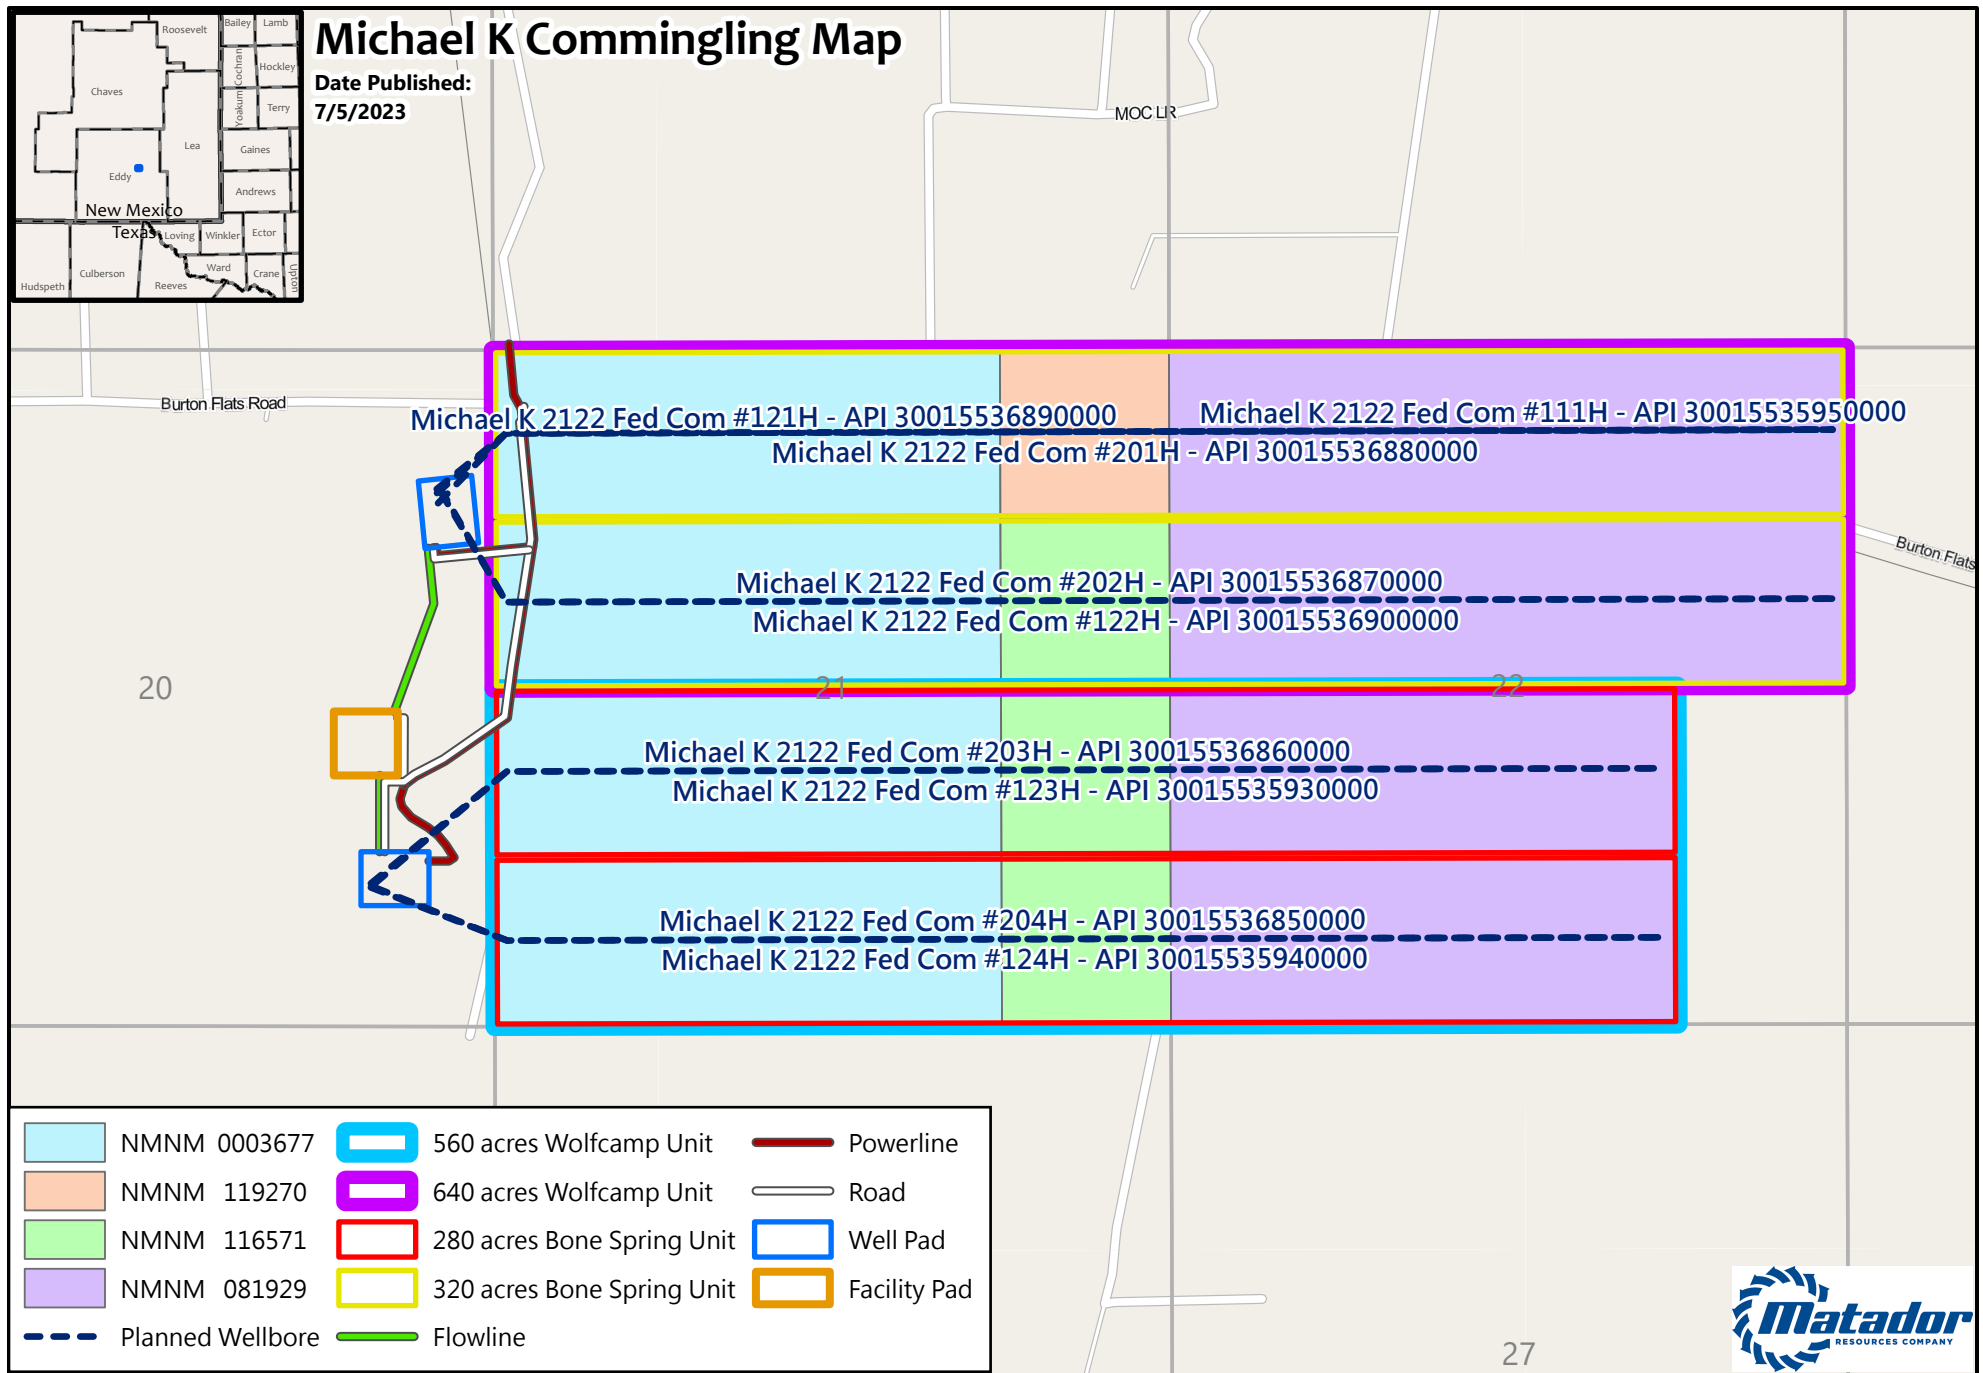 Michael K Commingling Map
Date Published:
7/5/2023
Roosevelt
Bailey
Lamb
Cochran
Hockley
Chaves
Yoakum
Terry
Lea
Gaines
Eddy
Andrews
New Mexico
Texas
Loving
Winkler
Ector
Ward
Crane
Upton
Culberson
Reeves
Hudspeth
MOC LR
Burton Flats Road
Michael K 2122 Fed Com #121H - API 30015536890000
Michael K 2122 Fed Com #111H - API 30015535950000
Michael K 2122 Fed Com #201H - API 30015536880000
Burton Flats
Michael K 2122 Fed Com #202H - API 30015536870000
Michael K 2122 Fed Com #122H - API 30015536900000
20
21
22
Michael K 2122 Fed Com #203H - API 30015536860000
Michael K 2122 Fed Com #123H - API 30015535930000
Michael K 2122 Fed Com #204H - API 30015536850000
Michael K 2122 Fed Com #124H - API 30015535940000
NMNM 0003677
NMNM 119270
NMNM 116571
NMNM 081929
Planned Wellbore
560 acres Wolfcamp Unit
640 acres Wolfcamp Unit
280 acres Bone Spring Unit
320 acres Bone Spring Unit
Flowline
Powerline
Road
Well Pad
Facility Pad
27
Matador
RESOURCES COMPANY